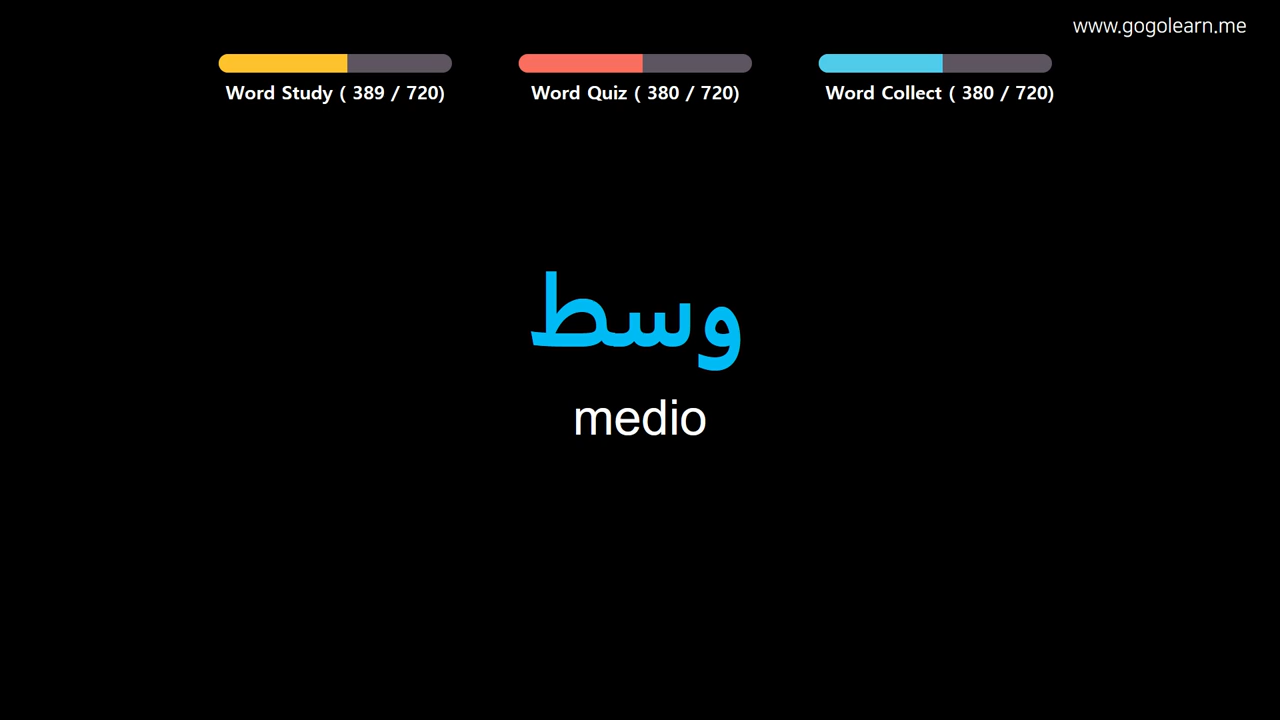 www.gogolearn.me
Word Study ( 389 / 720)
Word Quiz ( 380 / 720)
Word Collect ( 380 / 720)
وسط
medio